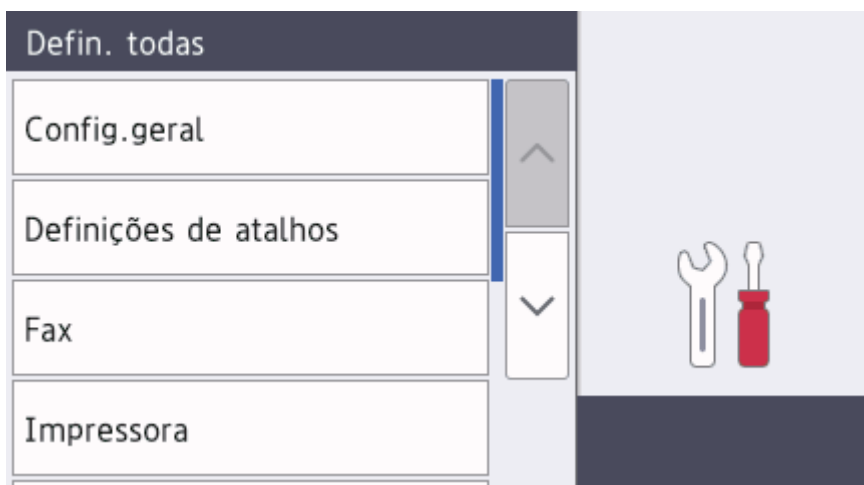 Defin. todas
Config.geral
Definições de atalhos
Fax
Impressora